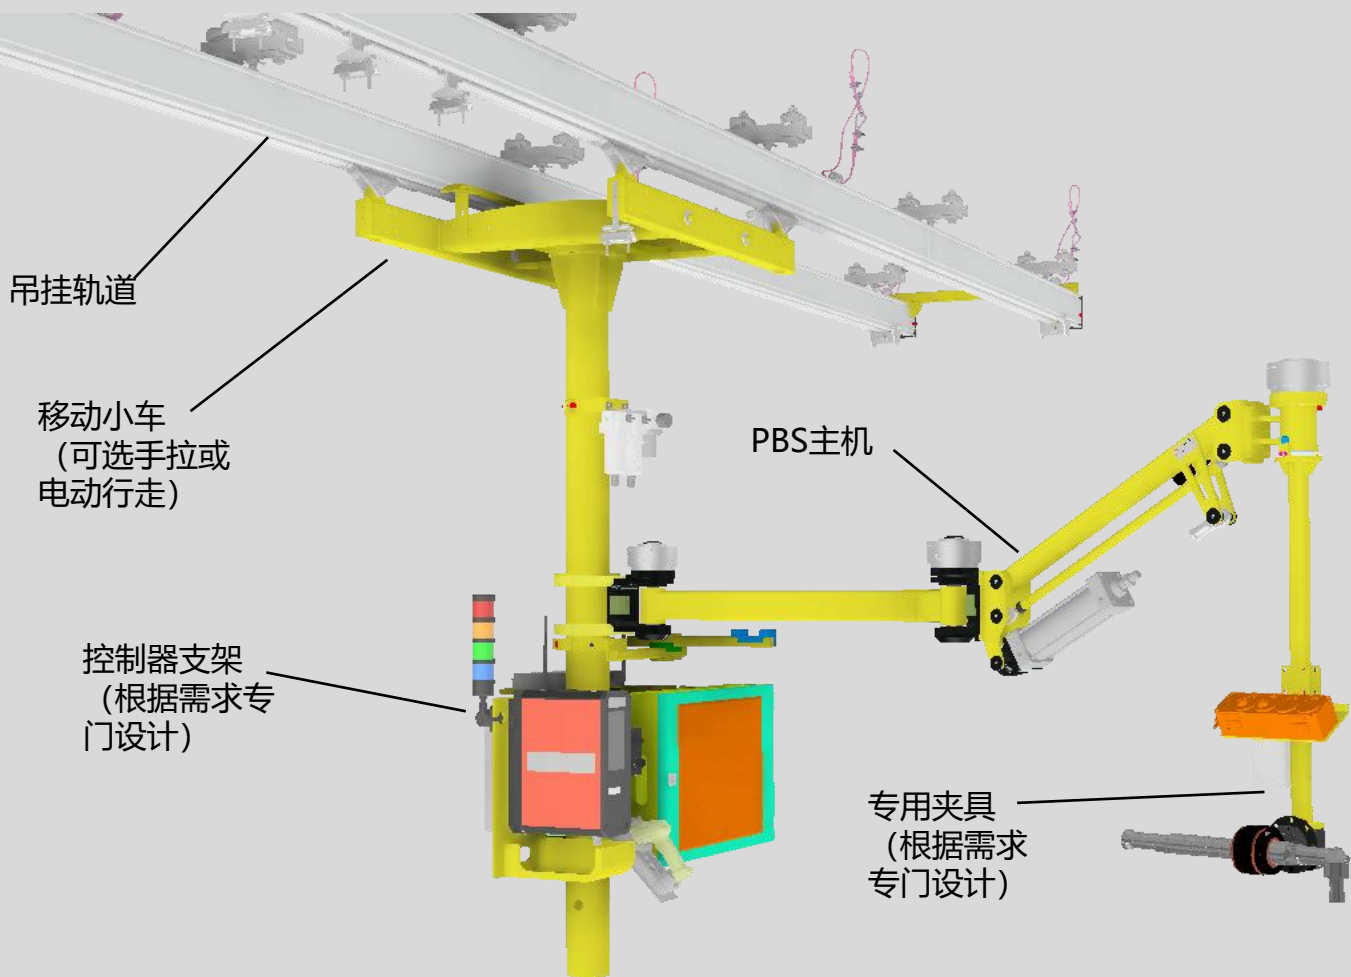 吊挂轨道
移动小车
（可选手拉或
电动行走）
PBS主机
控制器支架
（根据需求专
门设计）
专用夹具
（根据需求
专门设计）